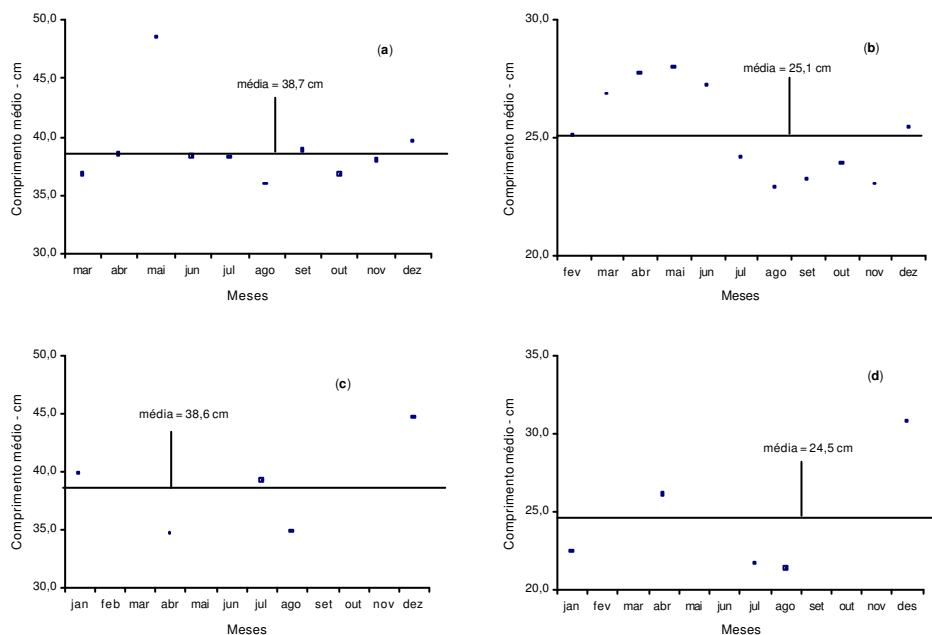 50,0
45,0
40,0
35,0
30,0
Comprimento médio - cm
(a)
média = 38,7 cm
mar abr mai jun jul ago set out nov dez
Meses
30,0
25,0
20,0
Comprimento médio - cm
(b)
média = 25,1 cm
fev mar abr mai jun jul ago set out nov dez
Meses
50,0
45,0
40,0
35,0
30,0
Comprimento médio - cm
(c)
média = 38,6 cm
jan feb mar abr mai jul ago set out nov dez
Meses
35,0
30,0
25,0
20,0
Comprimento médio - cm
(d)
média = 24,5 cm
jan fev mar abr mai jun jul ago set out nov des
Meses